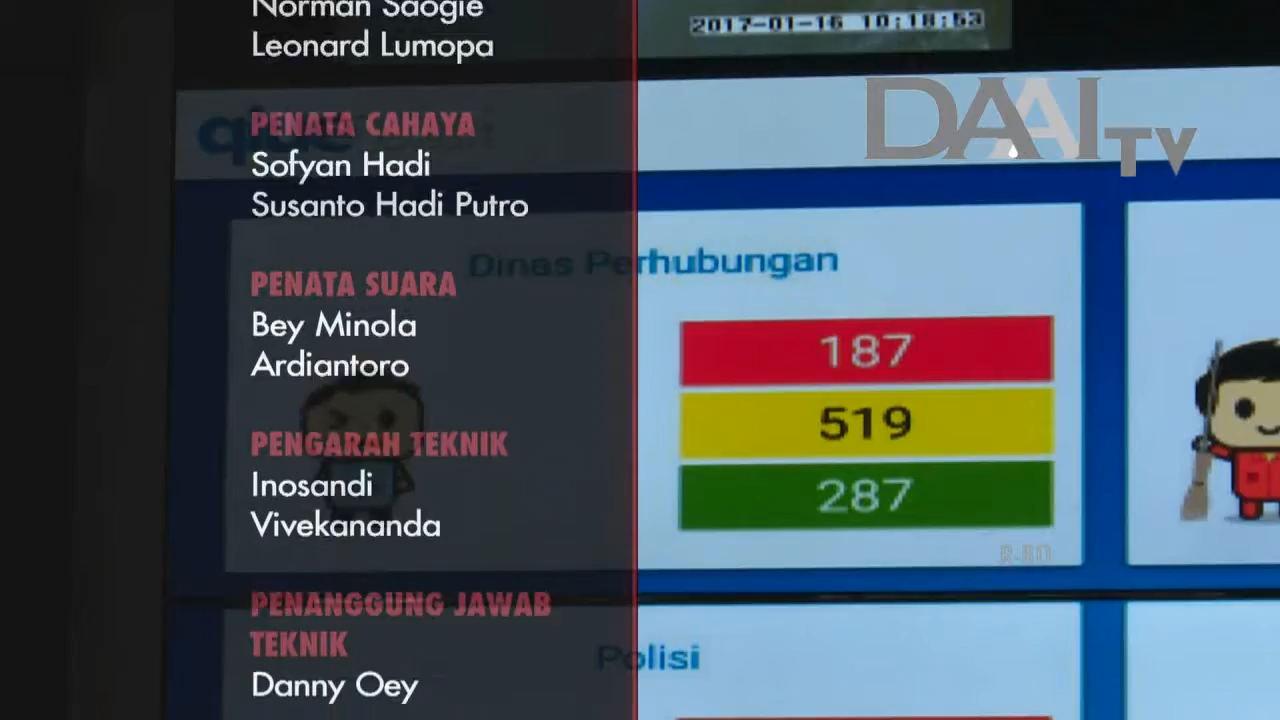 Norman Saogie
Leonard Lumopa
PENATA CAHAYA
Sofyan Hadi
Susanto Hadi Putro
PENATA SUARA
Bey Minola
Ardiantoro
PENGARAH TEKNIK
Inosandi
Vivekananda
PENANGGUNG JAWAB
TEKNIK
Danny Oey
2017-01-16 10:18:53
DAAI TV
Dinas Perhubungan
187
519
287
Polisi